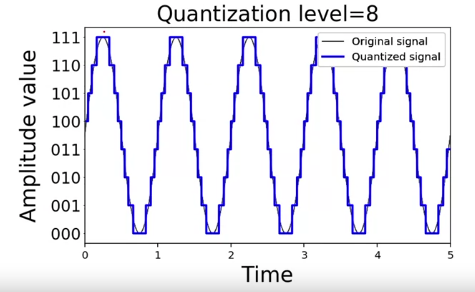 Quantization level=8
Original signal
Quantized signal
Amplitude value
111
110
101
100
011
010
001
000
0 1 2 3 4 5
Time